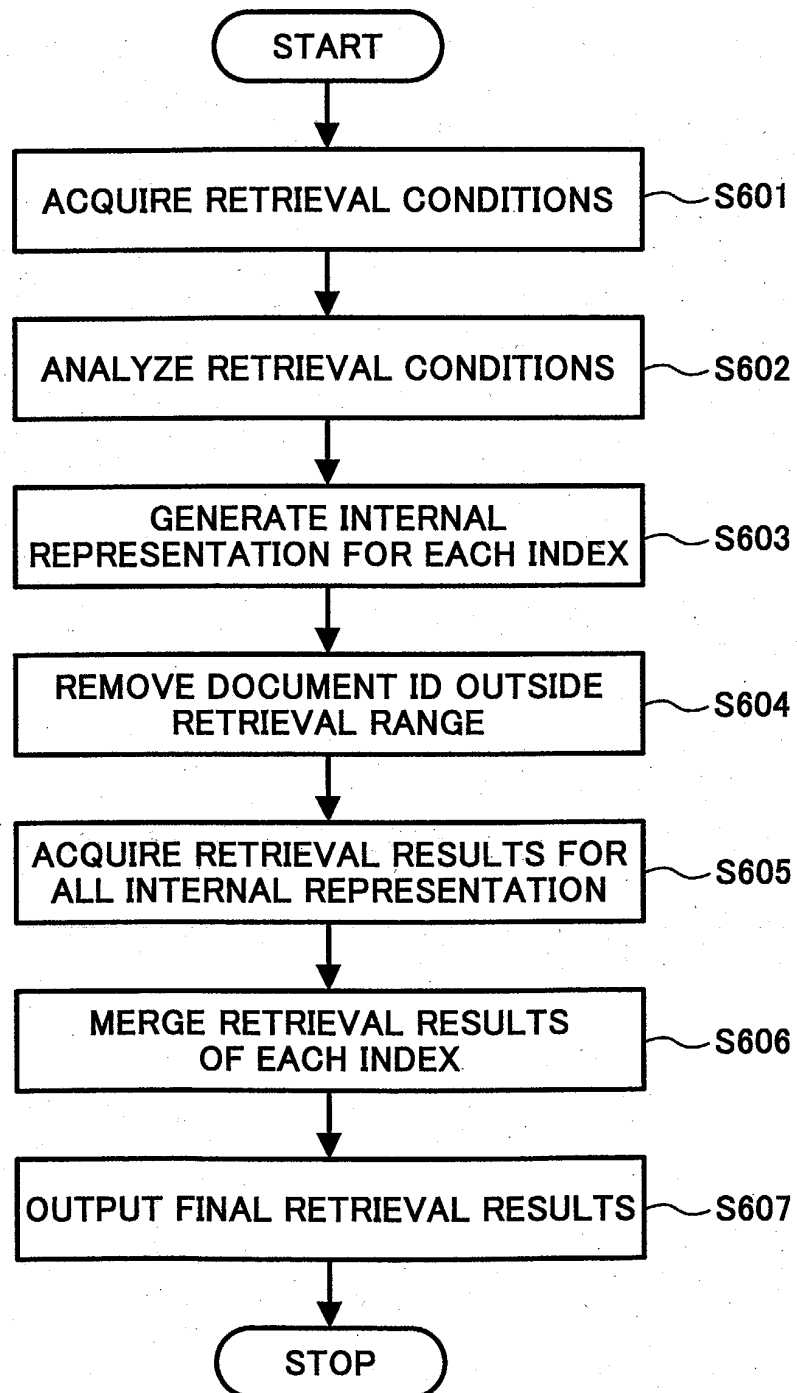 START
ACQUIRE RETRIEVAL CONDITIONS
S601
ANALYZE RETRIEVAL CONDITIONS
S602
GENERATE INTERNAL
REPRESENTATION FOR EACH INDEX
S603
REMOVE DOCUMENT ID OUTSIDE
RETRIEVAL RANGE
S604
ACQUIRE RETRIEVAL RESULTS FOR
ALL INTERNAL REPRESENTATION
S605
MERGE RETRIEVAL RESULTS
OF EACH INDEX
S606
OUTPUT FINAL RETRIEVAL RESULTS
S607
STOP